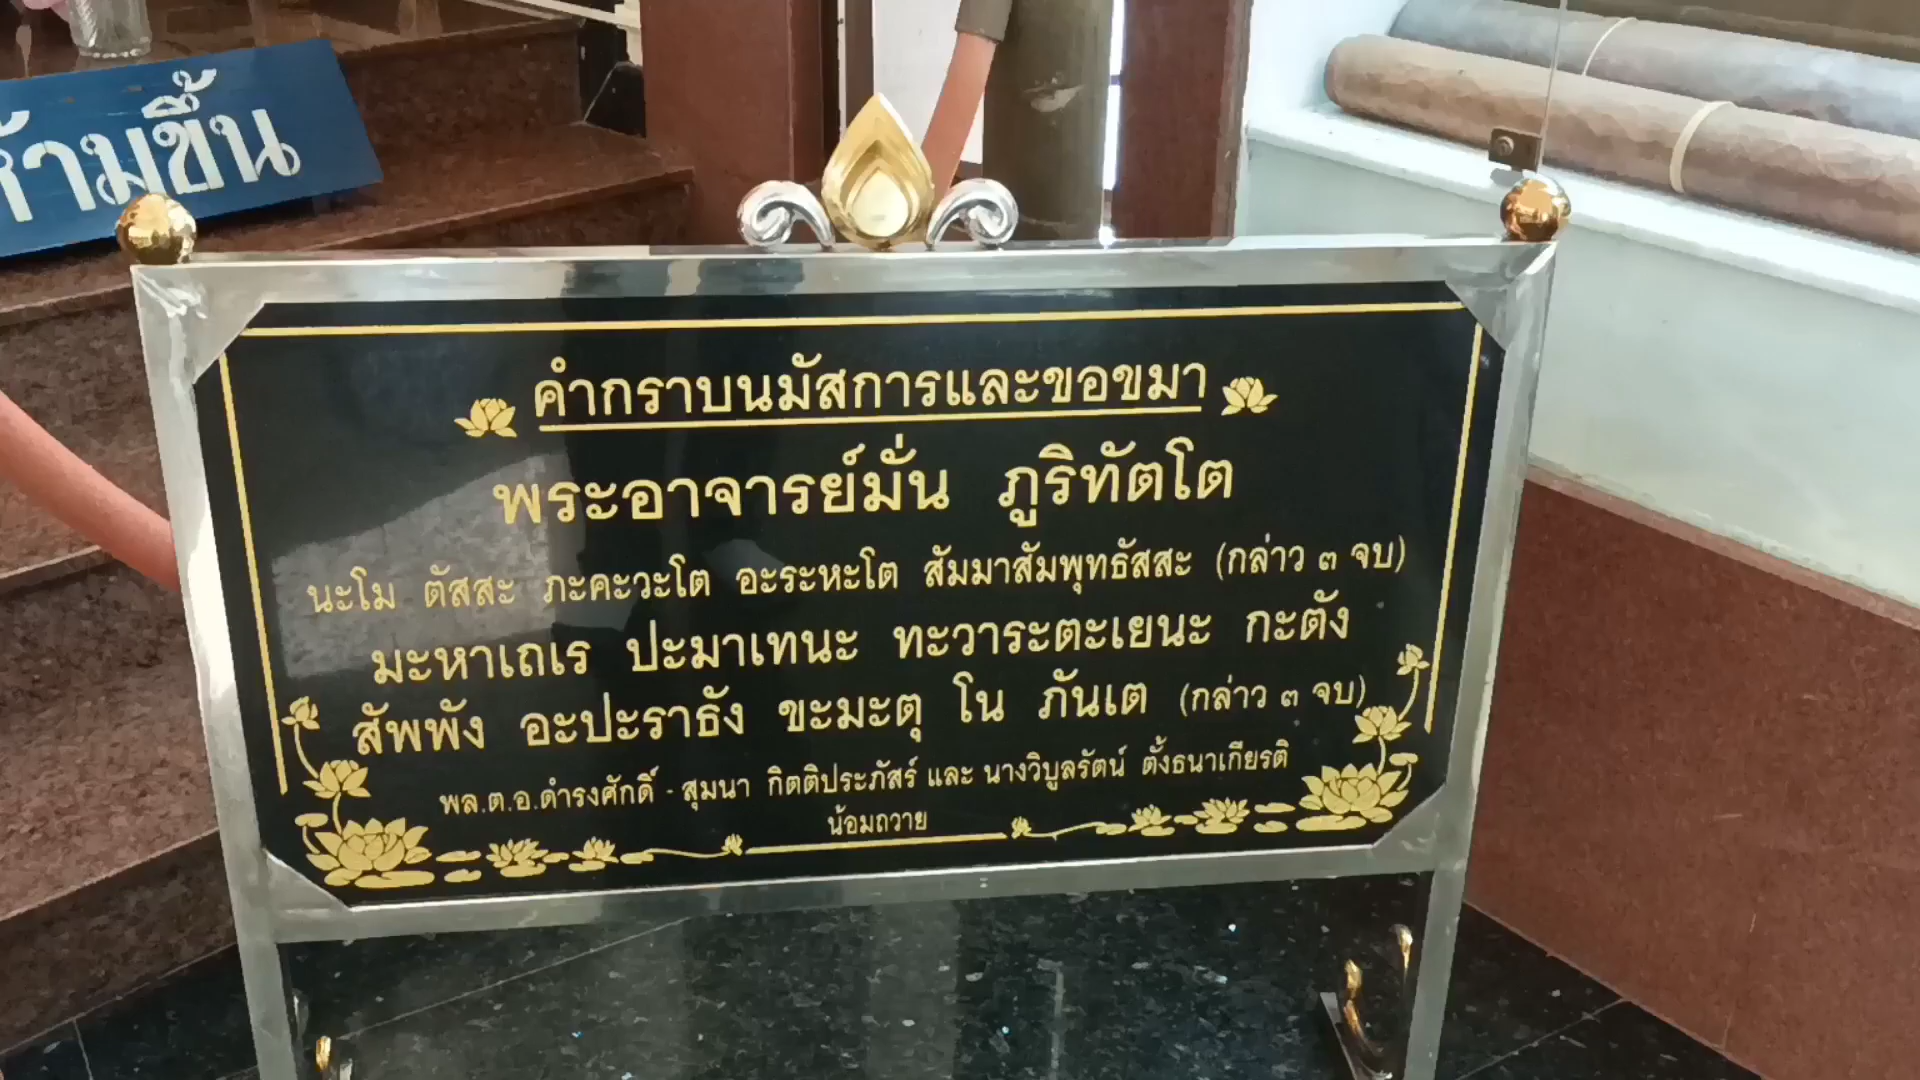 ห้ามขึ้น
คำกราบนมัสการและขอขมา
พระอาจารย์มั่น ภูริทัตโต
นะโม ตัสสะ ภะคะวะโต อะระหะโต สัมมาสัมพุทธัสสะ (กล่าว ๓ จบ)
มะหาเถเร ปะมาเทนะ ทะวาระตะเยนะ กะตัง
สัพพัง อะปะราธัง ขะมะตุ โน ภันเต (กล่าว ๓ จบ)
พล.ต.อ.ดำรงศักดิ์ - สุมนา กิตติประภัสร์ และ นางวิบูลรัตน์ ตั้งธนาเกียรติ
น้อมถวาย